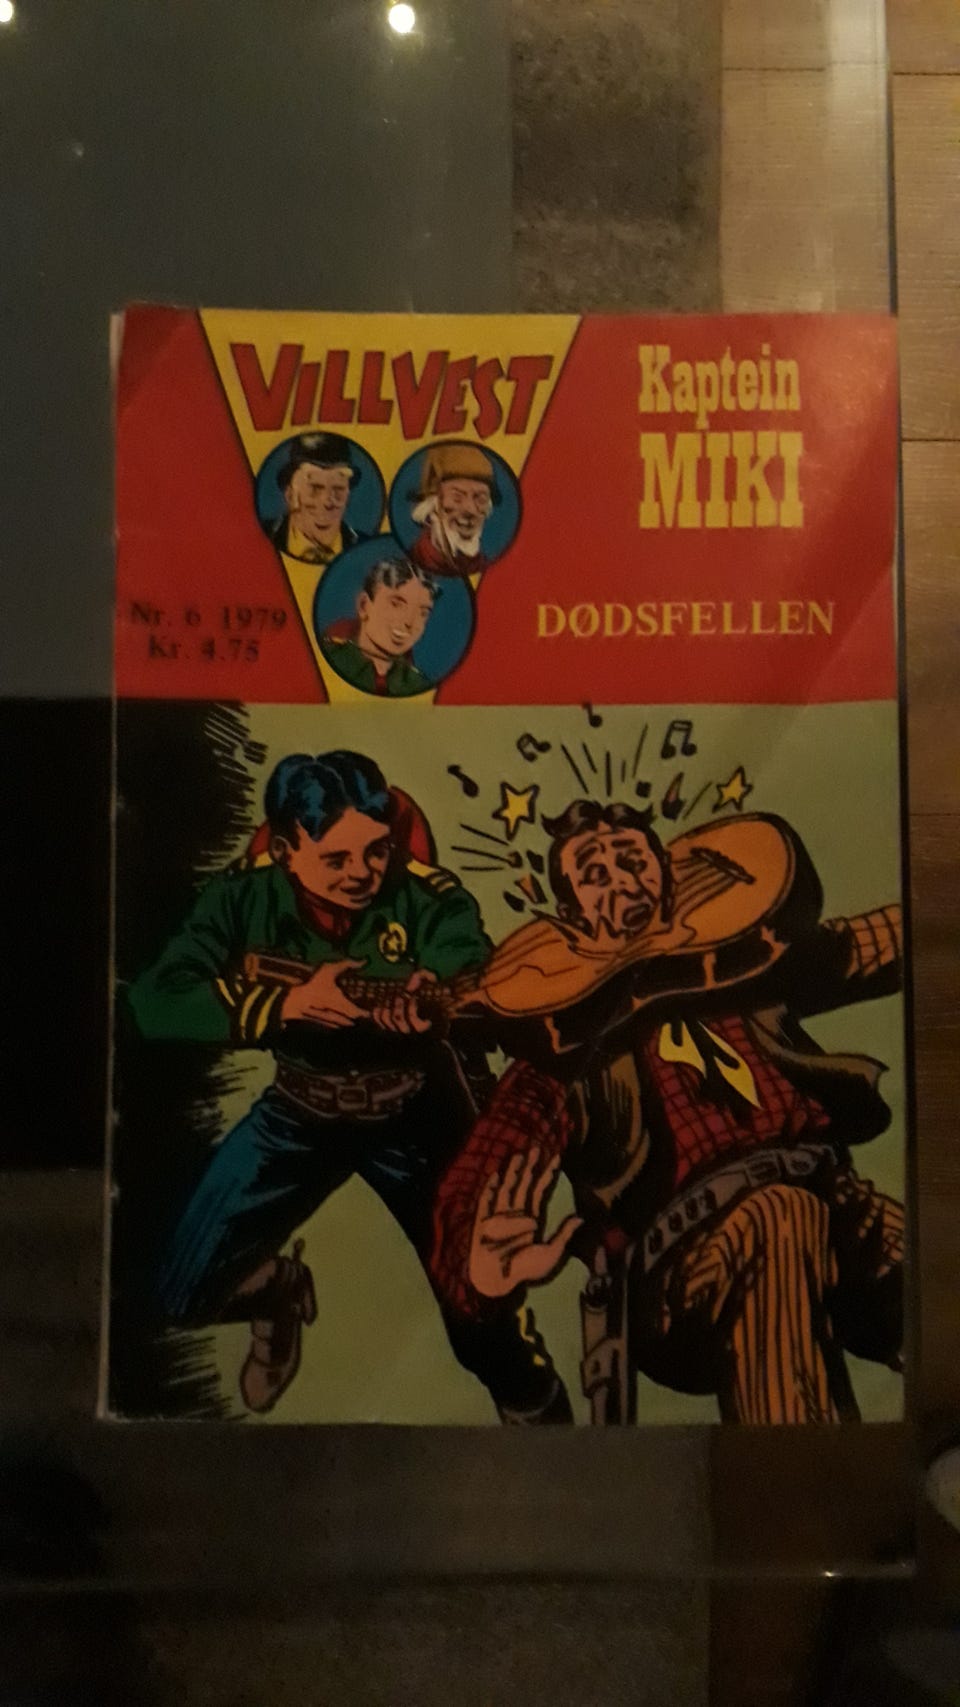 VILLVEST
Kaptein
MIKI
Nr. 6 1979
Kr. 4.75
DØDSFELLEN